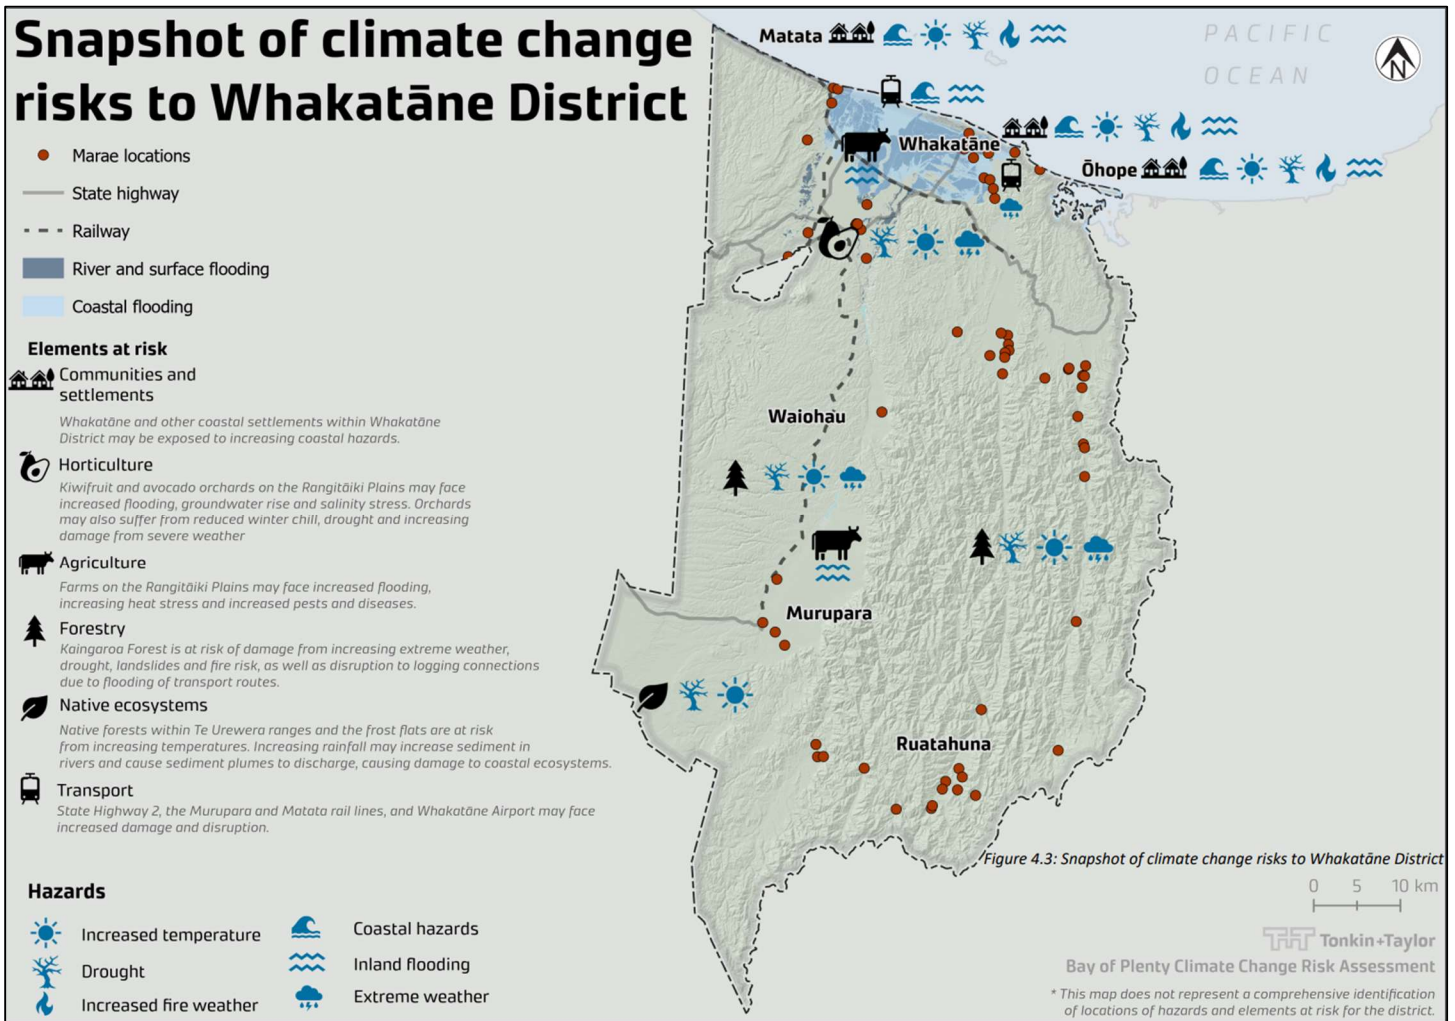 Snapshot of climate change
risks to Whakatāne District
Marae locations
State highway
Railway
River and surface flooding
Coastal flooding
Elements at risk
Communities and
settlements
Whakatāne and other coastal settlements within Whakatāne
District may be exposed to increasing coastal hazards.
Horticulture
Kiwifruit and avocado orchards on the Rangitāiki Plains may face
increased flooding, groundwater rise and salinity stress. Orchards
may also suffer from reduced winter chill, drought and increasing
damage from severe weather
Agriculture
Farms on the Rangitāiki Plains may face increased flooding,
increasing heat stress and increased pests and diseases.
Forestry
Kaingaroa Forest is at risk of damage from increasing extreme weather,
drought, landslides and fire risk, as well as disruption to logging connections
due to flooding of transport routes.
Native ecosystems
Native forests within Te Urewera ranges and the frost flats are at risk
from increasing temperatures. Increasing rainfall may increase sediment in
rivers and cause sediment plumes to discharge, causing damage to coastal ecosystems.
Transport
State Highway 2, the Murupara and Matata rail lines, and Whakatāne Airport may face
increased damage and disruption.
Hazards
Increased temperature
Drought
Increased fire weather
Coastal hazards
Inland flooding
Extreme weather
Matata
PACIFIC
OCEAN
N
Whakatāne
Ōhope
Waiohau
Murupara
Ruatahuna
Figure 4.3: Snapshot of climate change risks to Whakatāne District
0 5 10 km
T+T Tonkin+Taylor
Bay of Plenty Climate Change Risk Assessment
* This map does not represent a comprehensive identification
of locations of hazards and elements at risk for the district.